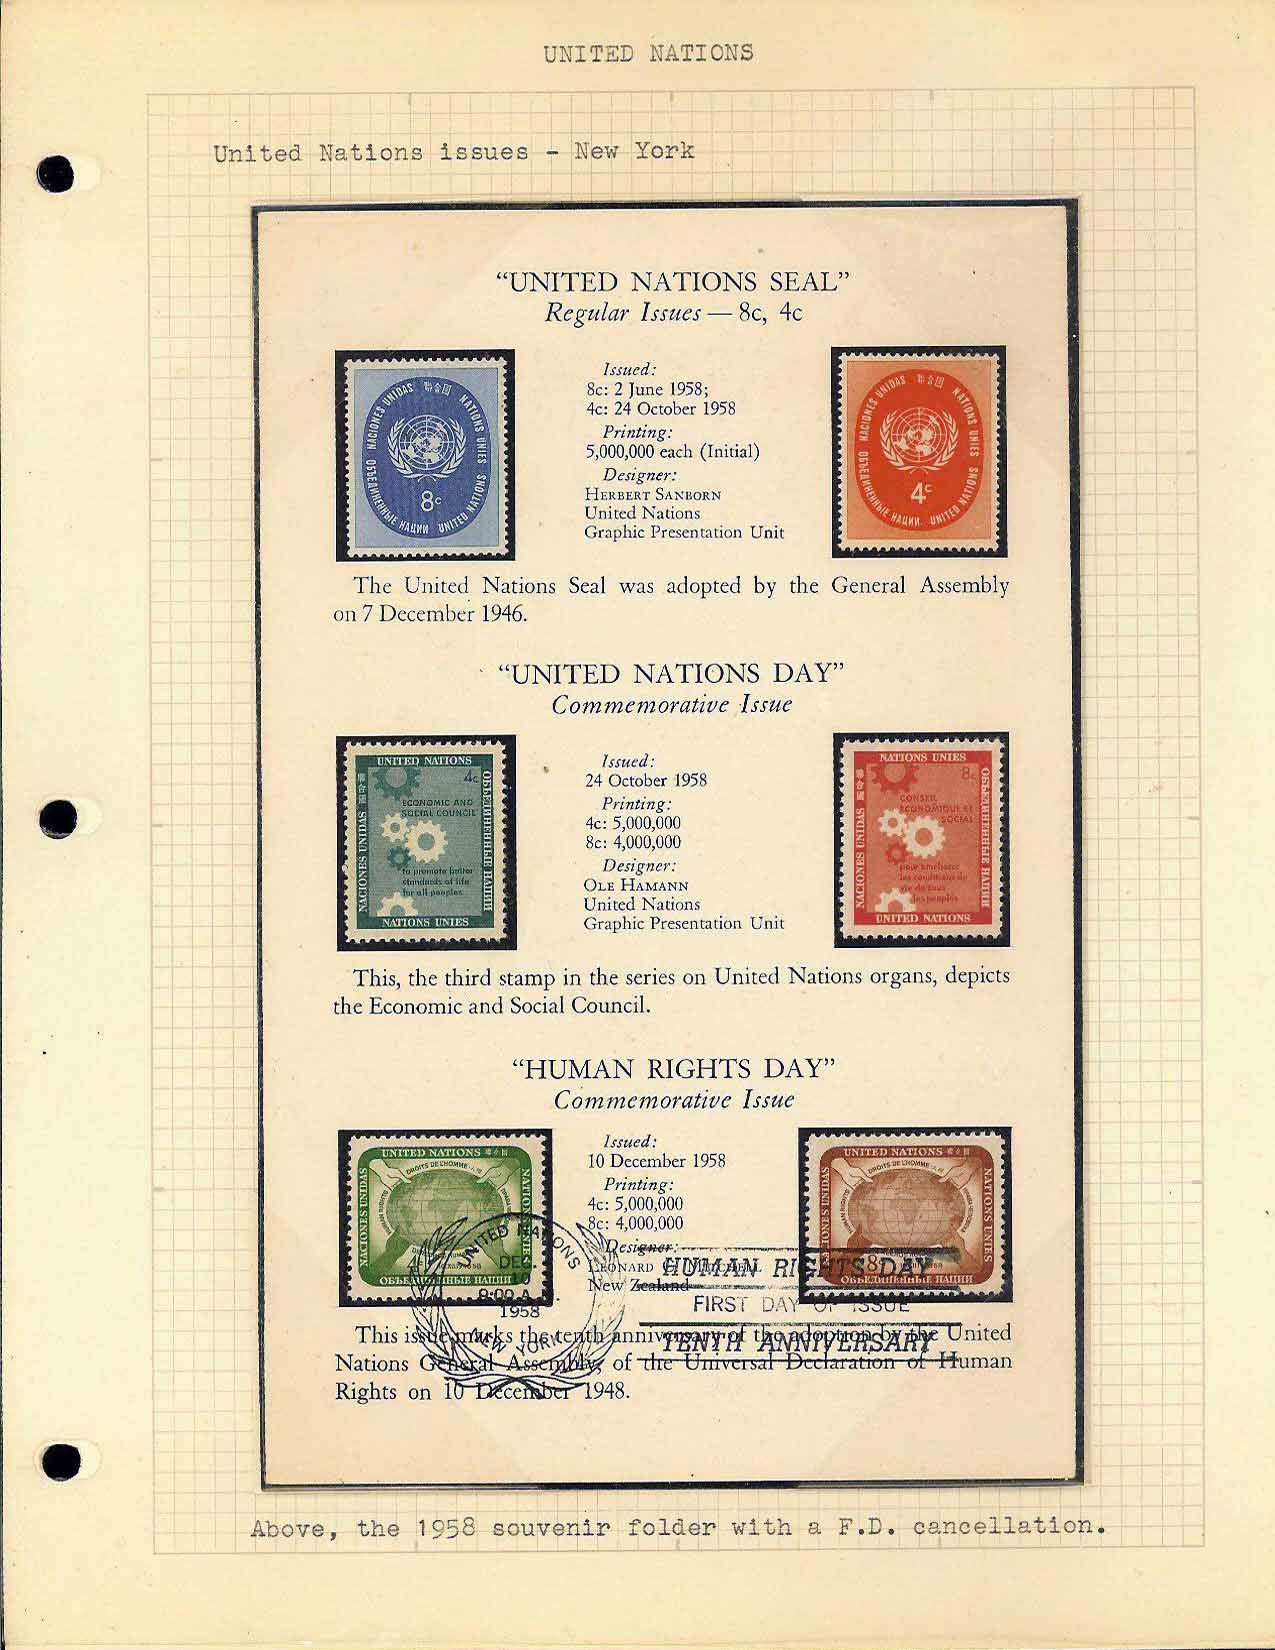 UNITED NATIONS
United Nations issues - New York
“UNITED NATIONS SEAL”
Regular Issues — 8c, 4c
NACIONES UNIDAS 聯合國 NATIONS UNIES
ОБЪЕДИНЕННЫЕ НАЦИИ UNITED NATIONS
8c
Issued:
8c: 2 June 1958;
4c: 24 October 1958
Printing:
5,000,000 each (Initial)
Designer:
HERBERT SANBORN
United Nations
Graphic Presentation Unit
NACIONES UNIDAS 聯合國 NATIONS UNIES
ОБЪЕДИНЕННЫЕ НАЦИИ UNITED NATIONS
4c
The United Nations Seal was adopted by the General Assembly
on 7 December 1946.
“UNITED NATIONS DAY”
Commemorative Issue
UNITED NATIONS
4c
ECONOMIC AND
SOCIAL COUNCIL
to promote better
standards of life
for all peoples
NACIONES UNIDAS
ОБЪЕДИНЕННЫЕ НАЦИИ
NATIONS UNIES
Issued:
24 October 1958
Printing:
4c: 5,000,000
8c: 4,000,000
Designer:
OLE HAMANN
United Nations
Graphic Presentation Unit
NATIONS UNIES
8c
CONSEIL
ECONOMIQUE ET
SOCIAL
pour améliorer
les conditions de
vie de tous
les peuples
NACIONES UNIDAS
ОБЪЕДИНЕННЫЕ НАЦИИ
UNITED NATIONS
This, the third stamp in the series on United Nations organs, depicts
the Economic and Social Council.
“HUMAN RIGHTS DAY”
Commemorative Issue
UNITED NATIONS
DROITS DE L'HOMME
HUMAN RIGHTS
NACIONES UNIDAS
NATIONS UNIES
4c
ОБЪЕДИНЕННЫЕ НАЦИИ
Issued:
10 December 1958
Printing:
4c: 5,000,000
8c: 4,000,000
Designer:
LEONARD C. MITCHELL
New Zealand
UNITED NATIONS
DROITS DE L'HOMME
HUMAN RIGHTS
NACIONES UNIDAS
NATIONS UNIES
8c
ОБЪЕДИНЕННЫЕ НАЦИИ
UNITED NATIONS
DEC.
10
9:00 A.M.
1958
NEW YORK
HUMAN RIGHTS DAY
FIRST DAY OF ISSUE
TENTH ANNIVERSARY
This issue marks the tenth anniversary of the adoption by the United
Nations General Assembly, of the Universal Declaration of Human
Rights on 10 December 1948.
Above, the 1958 souvenir folder with a F.D. cancellation.